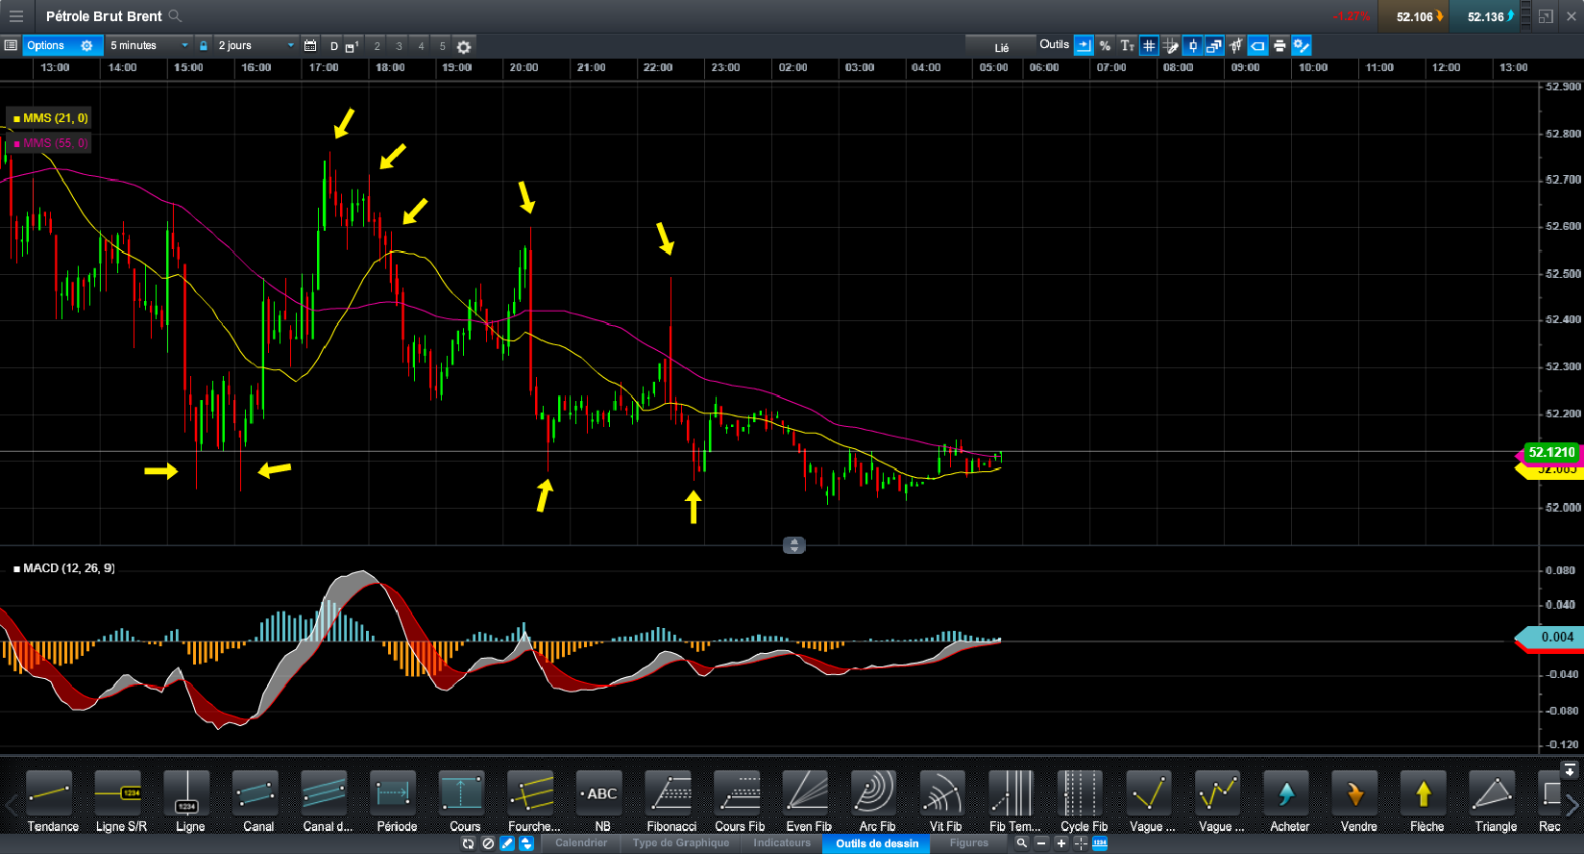 Pétrole Brut Brent
-1.27% 52.106 52.136
Options 5 minutes 2 jours D 1 2 3 4 5 Lié Outils % TT
13:00 14:00 15:00 16:00 17:00 18:00 19:00 20:00 21:00 22:00 23:00 02:00 03:00 04:00 05:00 06:00 07:00 08:00 09:00 10:00 11:00 12:00 13:00
52.900
MMS (21, 0)
52.800
MMS (55, 0)
52.700
52.600
52.500
52.400
52.300
52.200
52.1210
52.000
MACD (12, 26, 9)
0.080
0.040
0.004
-0.040
-0.080
-0.120
1234 1234 ABC
Tendance Ligne S/R Ligne Canal Canal d... Période Cours Fourche... NB Fibonacci Cours Fib Even Fib Arc Fib Vit Fib Fib Tem... Cycle Fib Vague ... Vague ... Acheter Vendre Flèche Triangle Rec
Calendrier Type de Graphique Indicateurs Outils de dessin Figures 1234